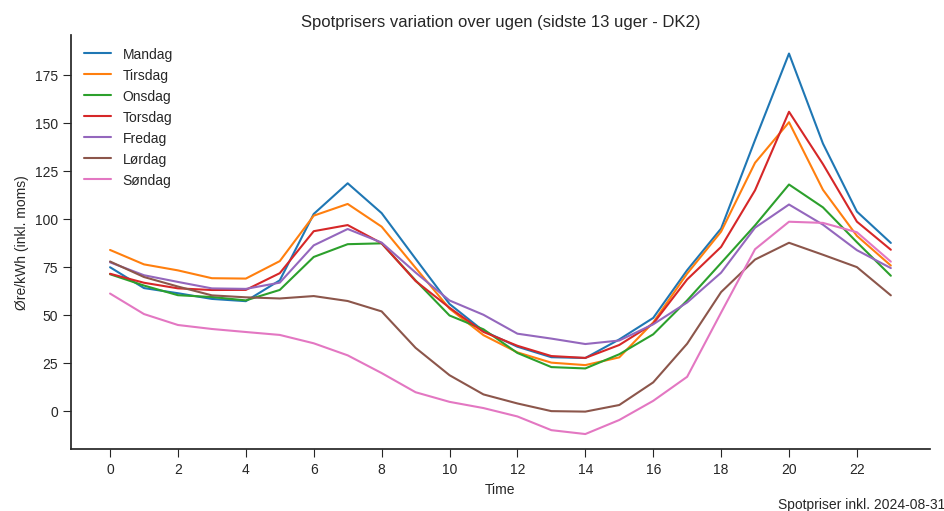 Spotprisers variation over ugen (sidste 13 uger - DK2)
Mandag
Tirsdag
Onsdag
Torsdag
Fredag
Lørdag
Søndag
Øre/kWh (inkl. moms)
175
150
125
100
75
50
25
0
0 2 4 6 8 10 12 14 16 18 20 22
Time
Spotpriser inkl. 2024-08-31